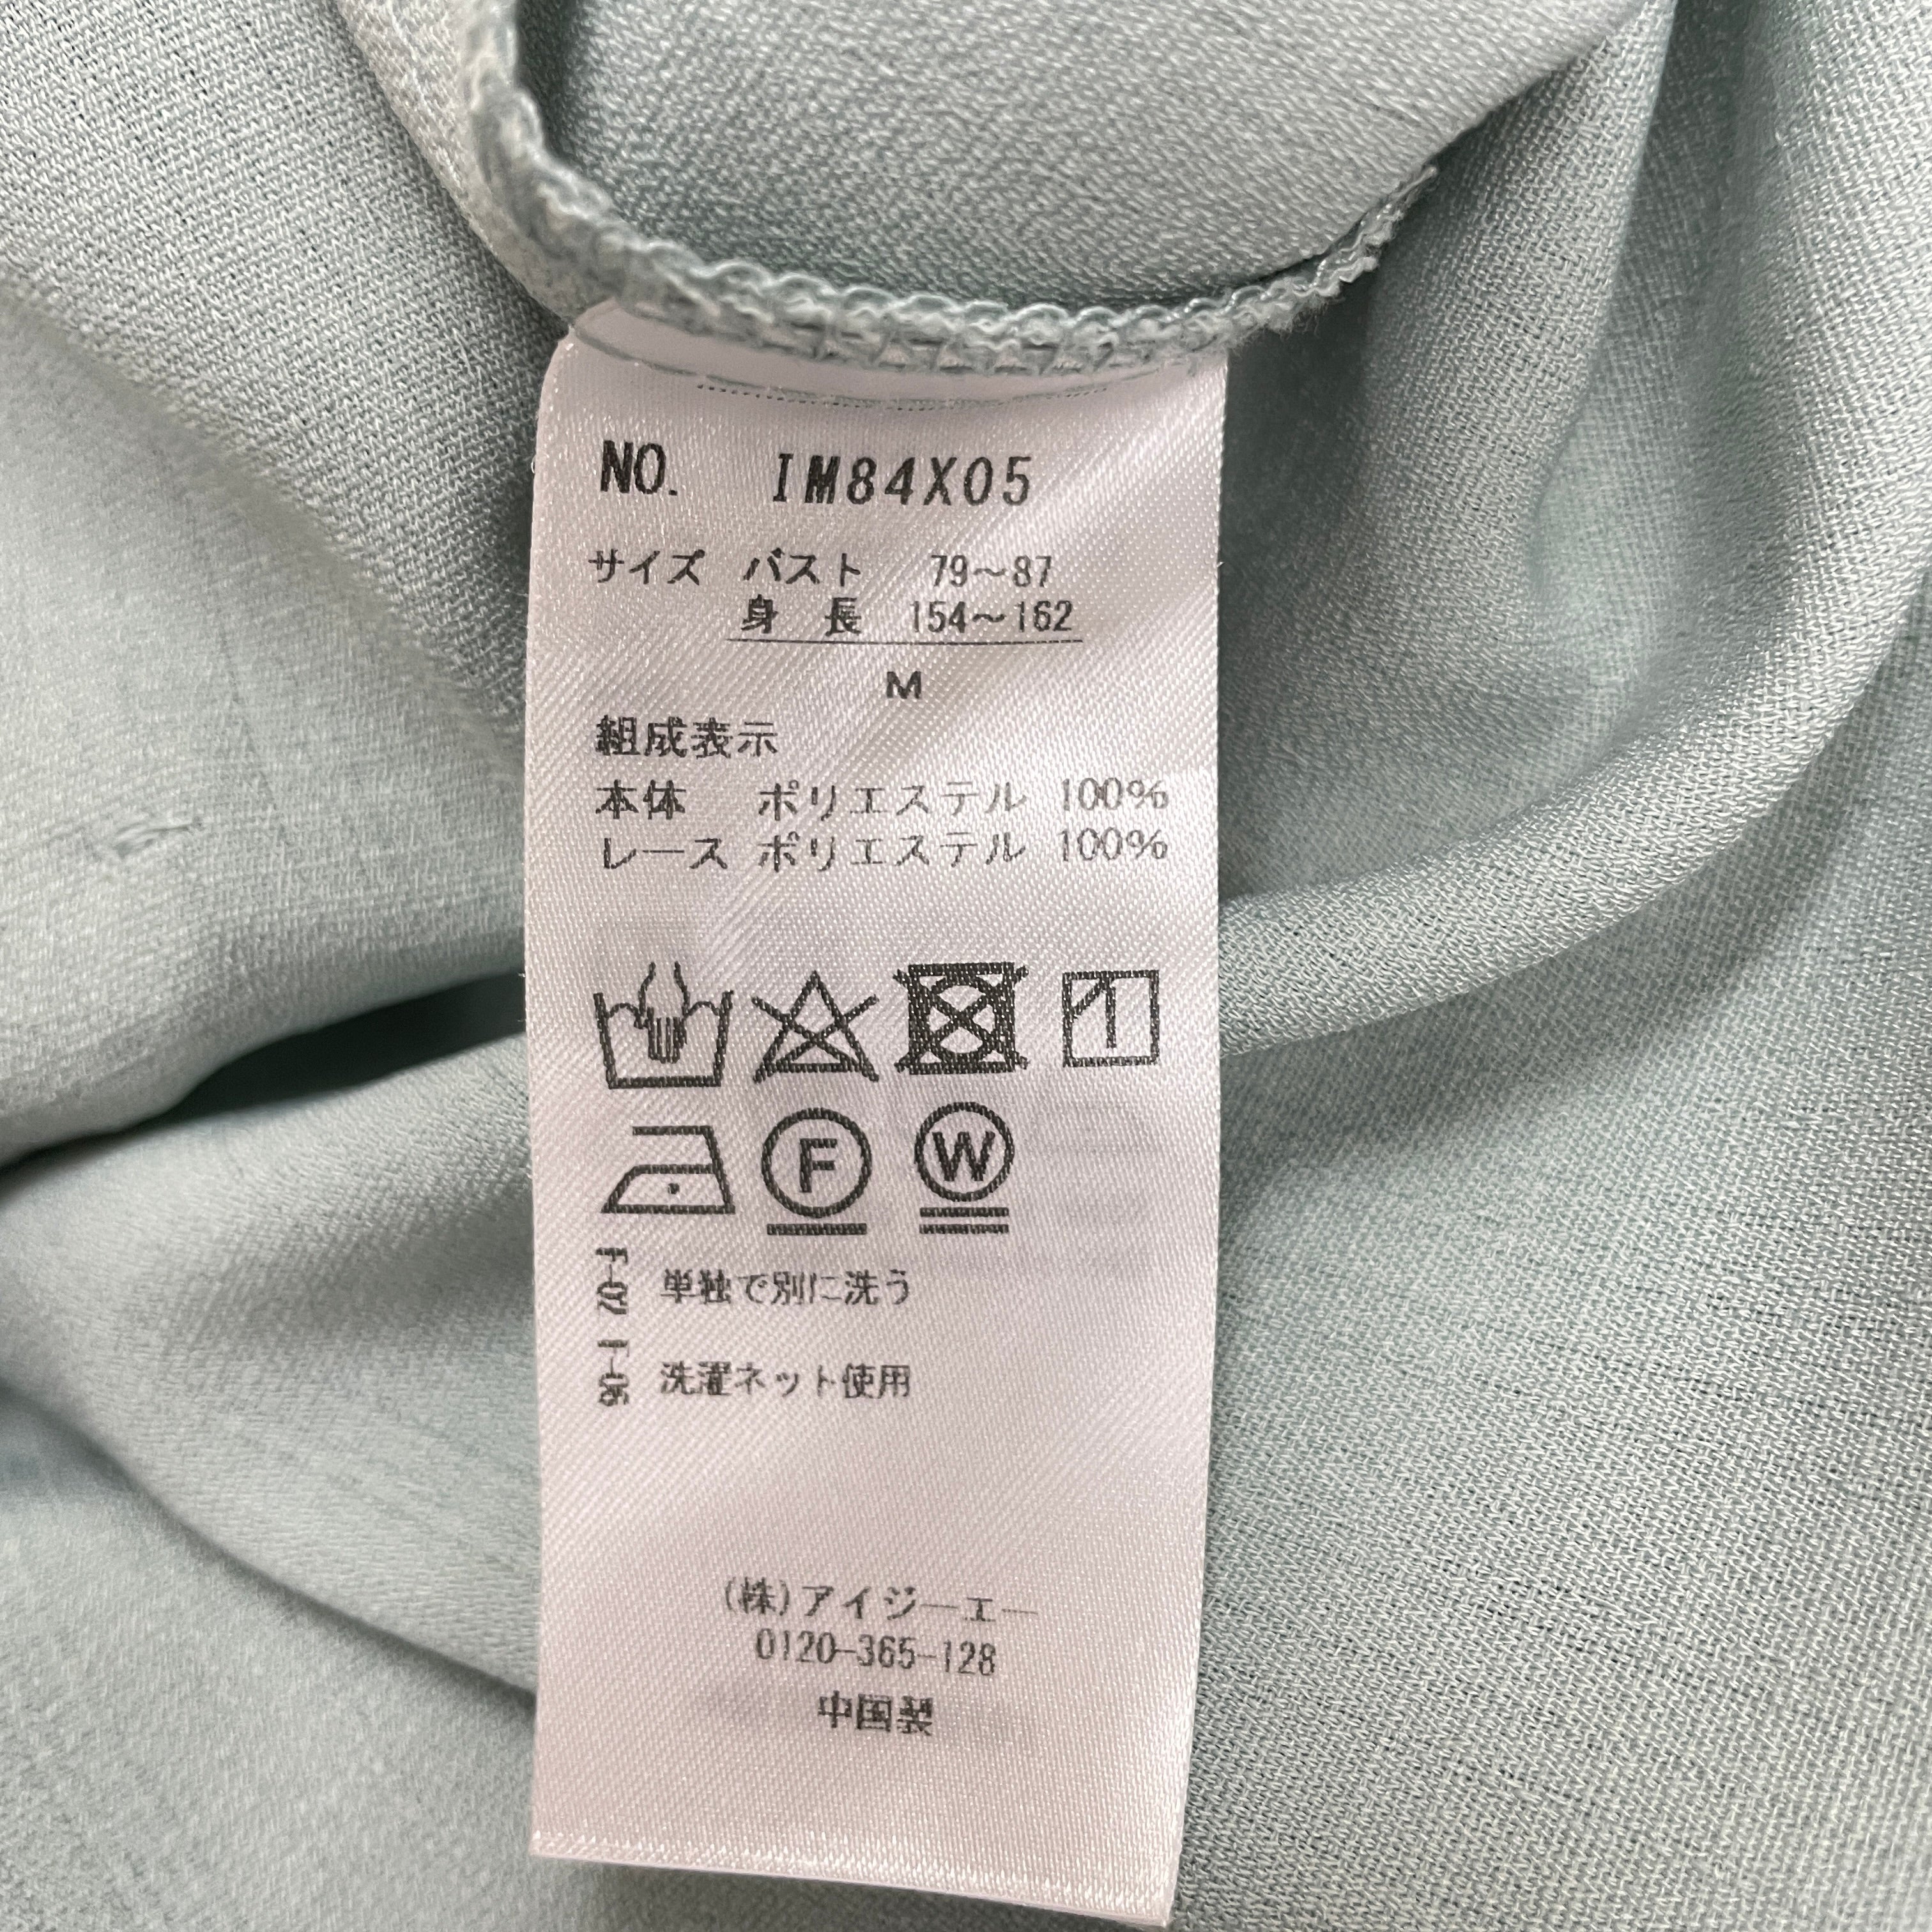 NO. IM84X05
サイズ バスト 79～87
身 長 154～162
M
組成表示
本体 ポリエステル 100%
レース ポリエステル 100%
F
W
F-02 単独で別に洗う
F-06 洗濯ネット使用
(株)アイジーエー
0120-365-128
中国製